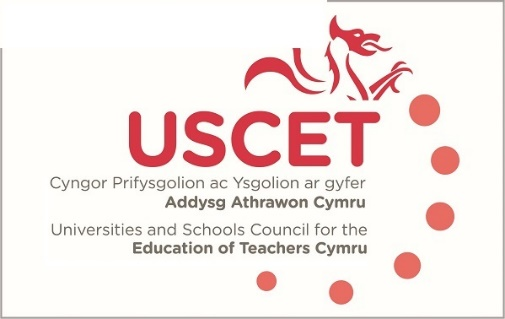 USCET
Cyngor Prifysgolion ac Ysgolion ar gyfer
Addysg Athrawon Cymru
Universities and Schools Council for the
Education of Teachers Cymru